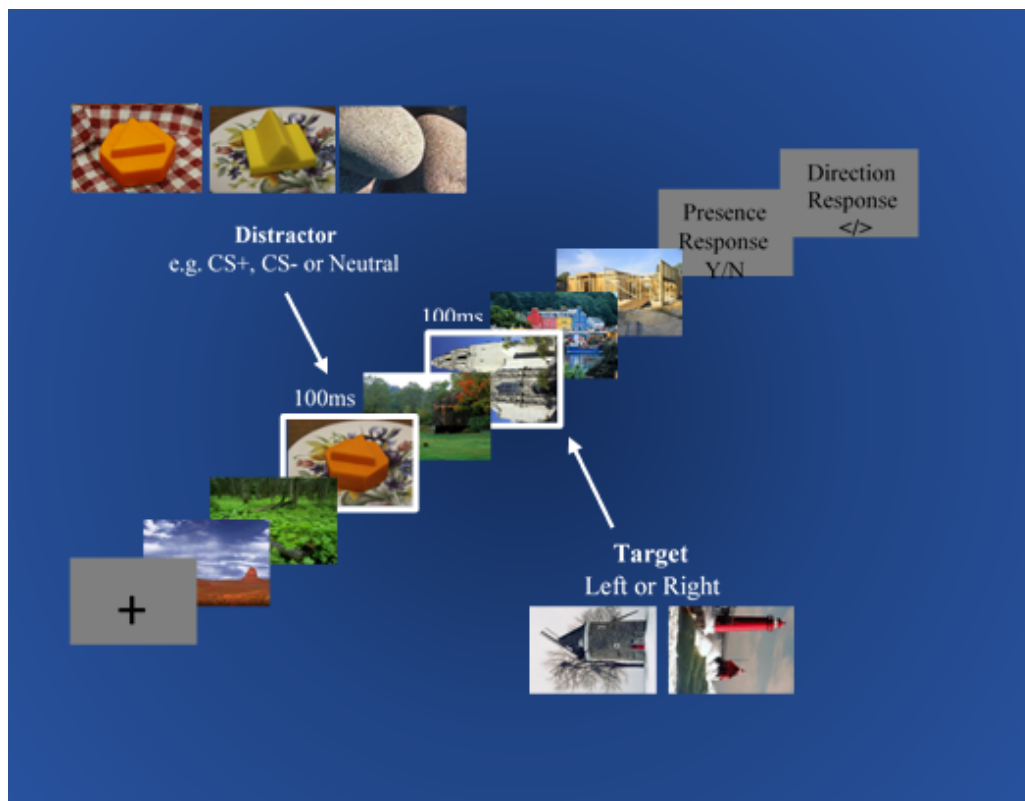 Distractor
e.g. CS+, CS- or Neutral
100ms
100ms
Presence
Response
Y/N
Direction
Response
</>
Target
Left or Right
+